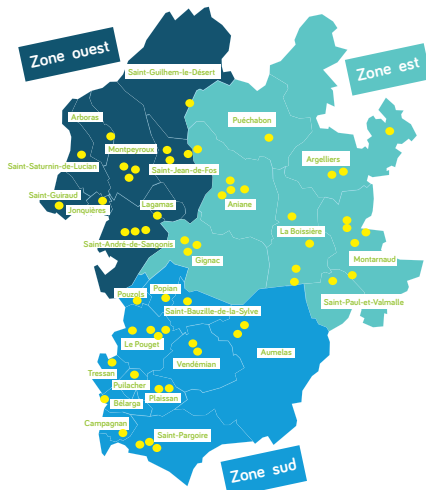 Zone ouest
Zone est
Saint-Guilhem-le-Désert
Arboras
Puéchabon
Montpeyroux
Argelliers
Saint-Saturnin-de-Lucian
Saint-Jean-de-Fos
Saint-Guiraud
Jonquières
Lagamas
Aniane
La Boissière
Saint-André-de-Sangonis
Gignac
Montarnaud
Pouzols
Popian
Saint-Paul-et-Valmalle
Saint-Bauzille-de-la-Sylve
Le Pouget
Aumelas
Vendémian
Tressan
Puilacher
Plaissan
Bélarga
Campagnan
Saint-Pargoire
Zone sud